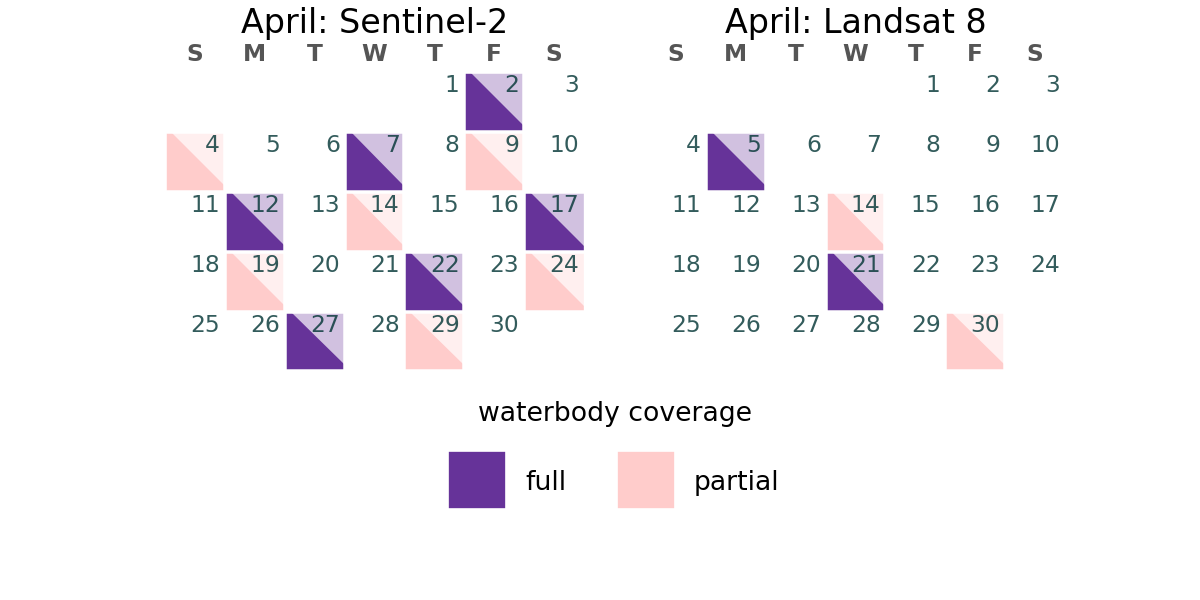 April: Sentinel-2
S M T W T F S
1 2 3
4 5 6 7 8 9 10
11 12 13 14 15 16 17
18 19 20 21 22 23 24
25 26 27 28 29 30
April: Landsat 8
S M T W T F S
1 2 3
4 5 6 7 8 9 10
11 12 13 14 15 16 17
18 19 20 21 22 23 24
25 26 27 28 29 30
waterbody coverage
full
partial